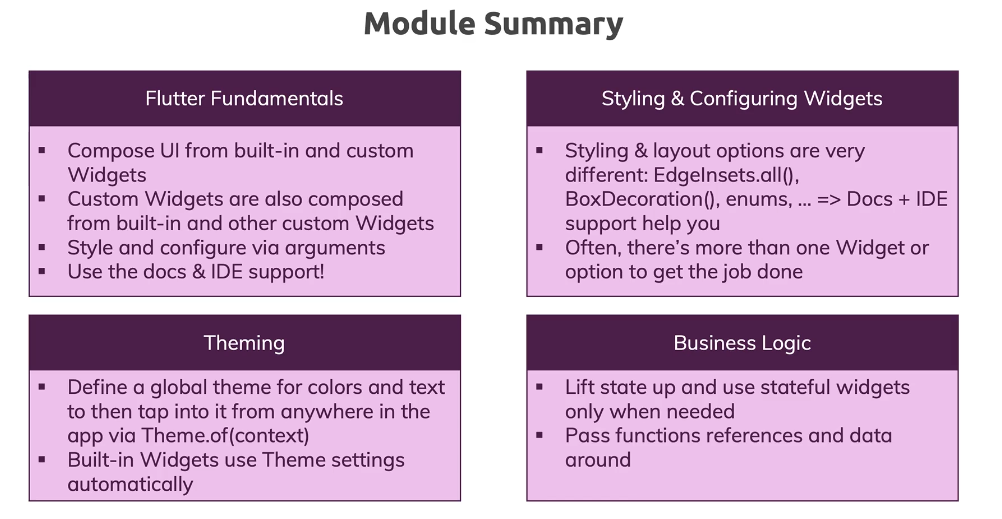 Module Summary
Flutter Fundamentals
▪ Compose UI from built-in and custom
Widgets
▪ Custom Widgets are also composed
from built-in and other custom Widgets
▪ Style and configure via arguments
▪ Use the docs & IDE support!
Styling & Configuring Widgets
▪ Styling & layout options are very
different: EdgeInsets.all(),
BoxDecoration(), enums, ... => Docs + IDE
support help you
▪ Often, there's more than one Widget or
option to get the job done
Theming
▪ Define a global theme for colors and text
to then tap into it from anywhere in the
app via Theme.of(context)
▪ Built-in Widgets use Theme settings
automatically
Business Logic
▪ Lift state up and use stateful widgets
only when needed
▪ Pass functions references and data
around